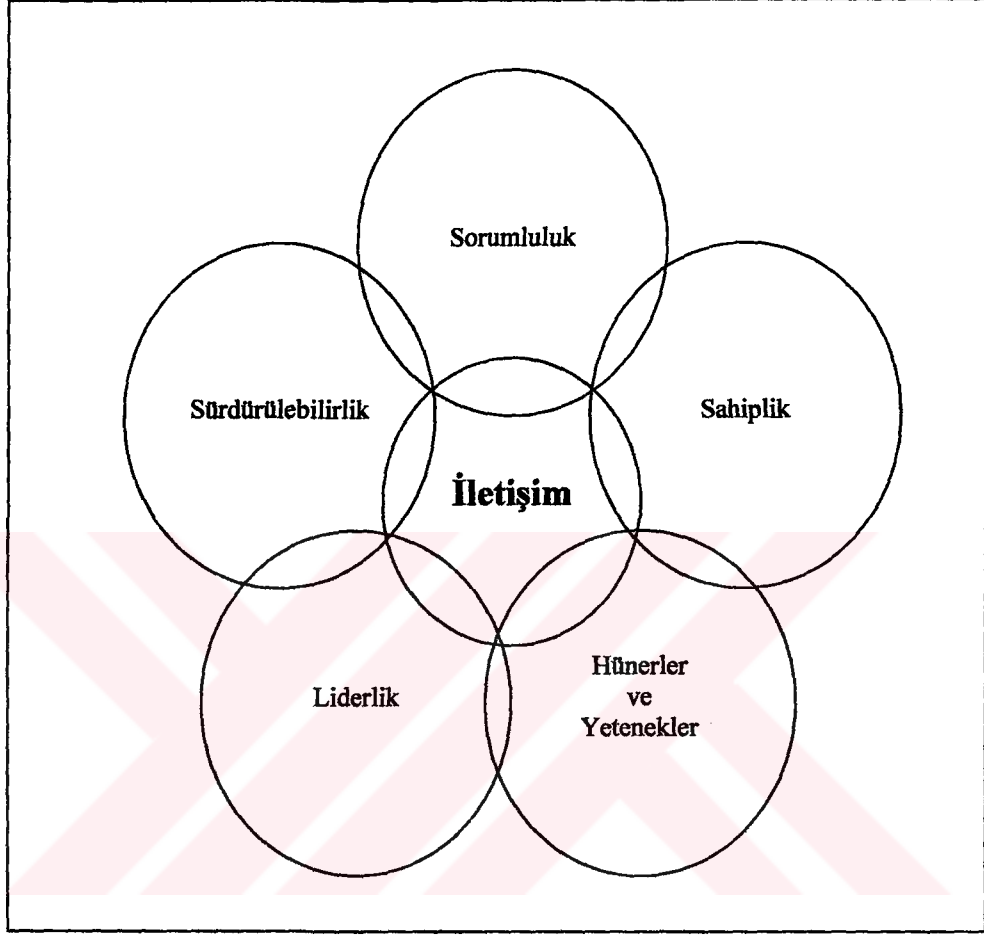 Sorumluluk
Sürdürülebilirlik
Sahiplik
İletişim
Liderlik
Hünerler
ve
Yetenekler